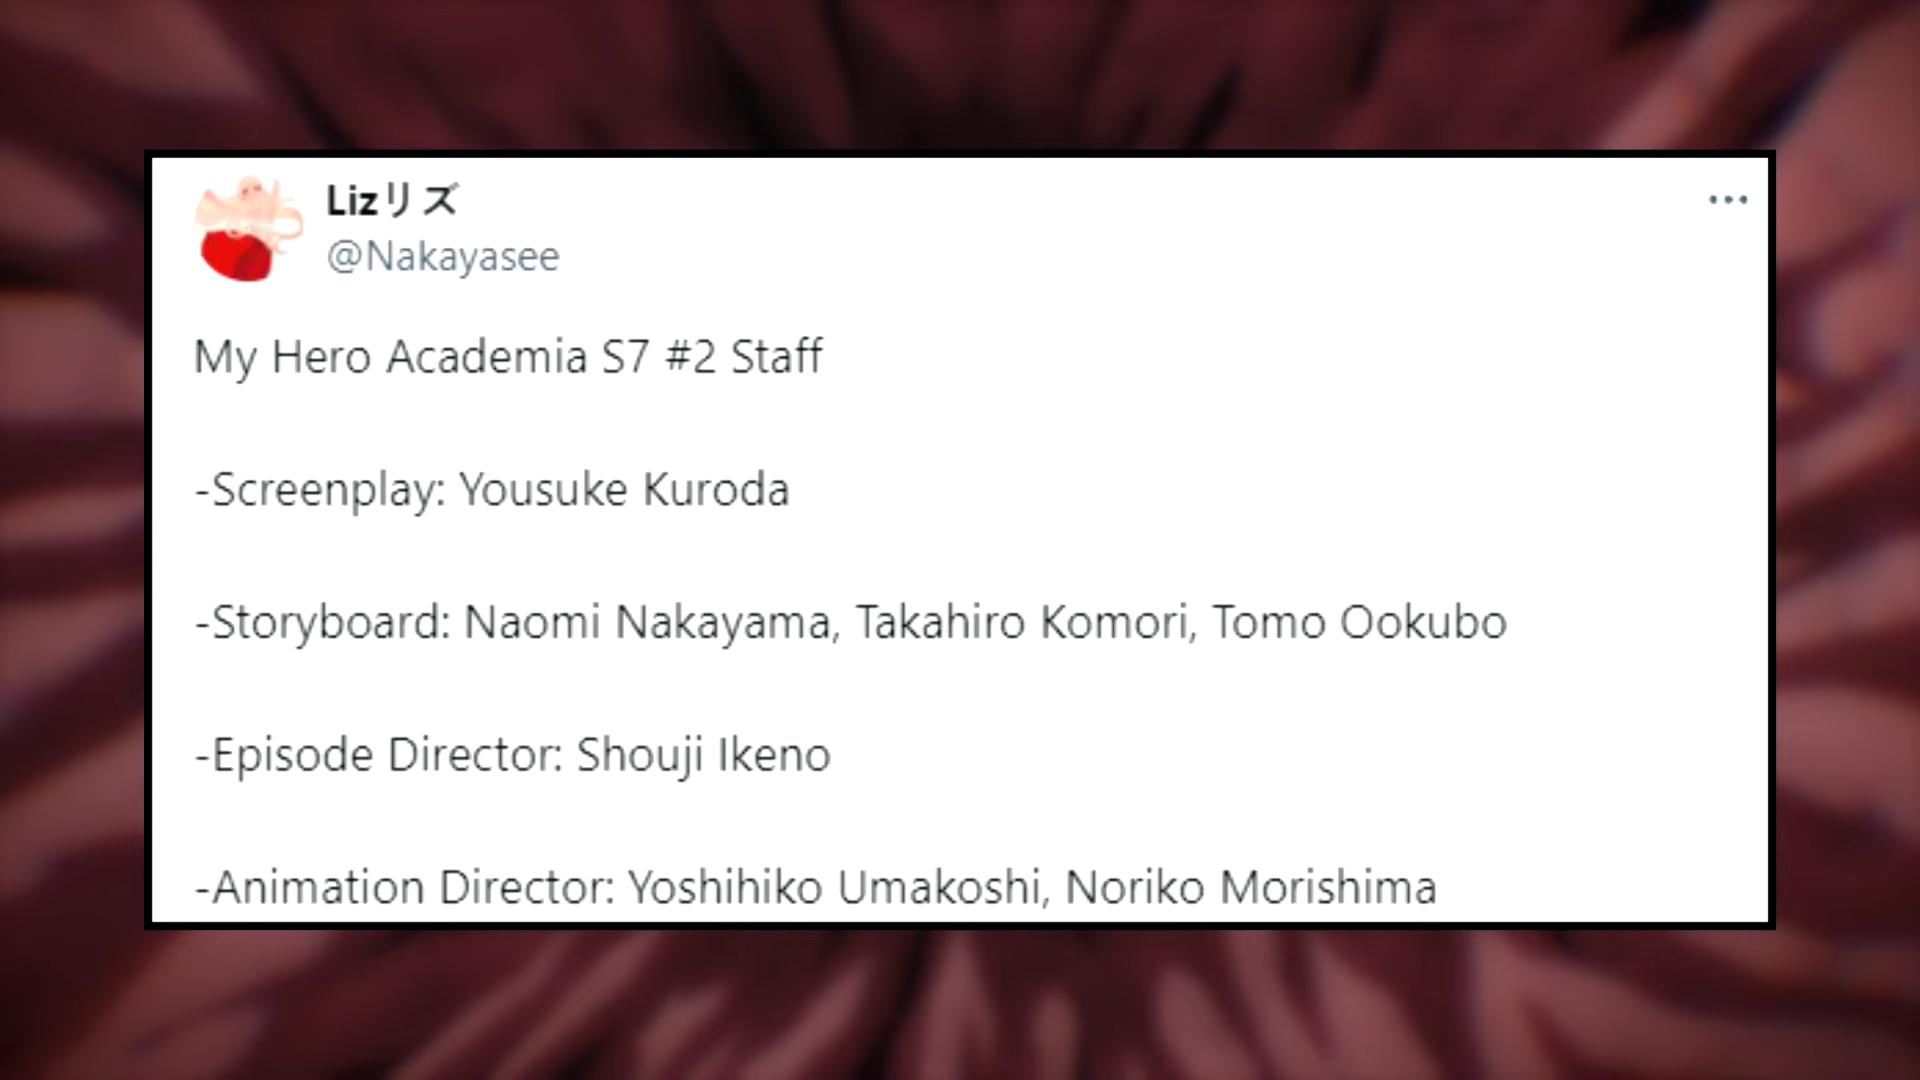 Lizリズ
@Nakayasee
My Hero Academia S7 #2 Staff
-Screenplay: Yousuke Kuroda
-Storyboard: Naomi Nakayama, Takahiro Komori, Tomo Ookubo
-Episode Director: Shouji Ikeno
-Animation Director: Yoshihiko Umakoshi, Noriko Morishima